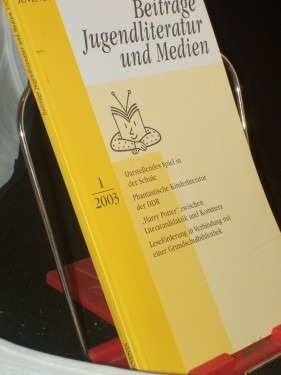 Beiträge
Jugendliteratur
und Medien
1
2003
Darstellendes Spiel in
der Schule
Phantastische Kinderliteratur
der DDR
„Harry Potter" zwischen
Literaturdidaktik und Kommerz
Leseförderung in Verbindung mit
einer Grundschulbibliothek